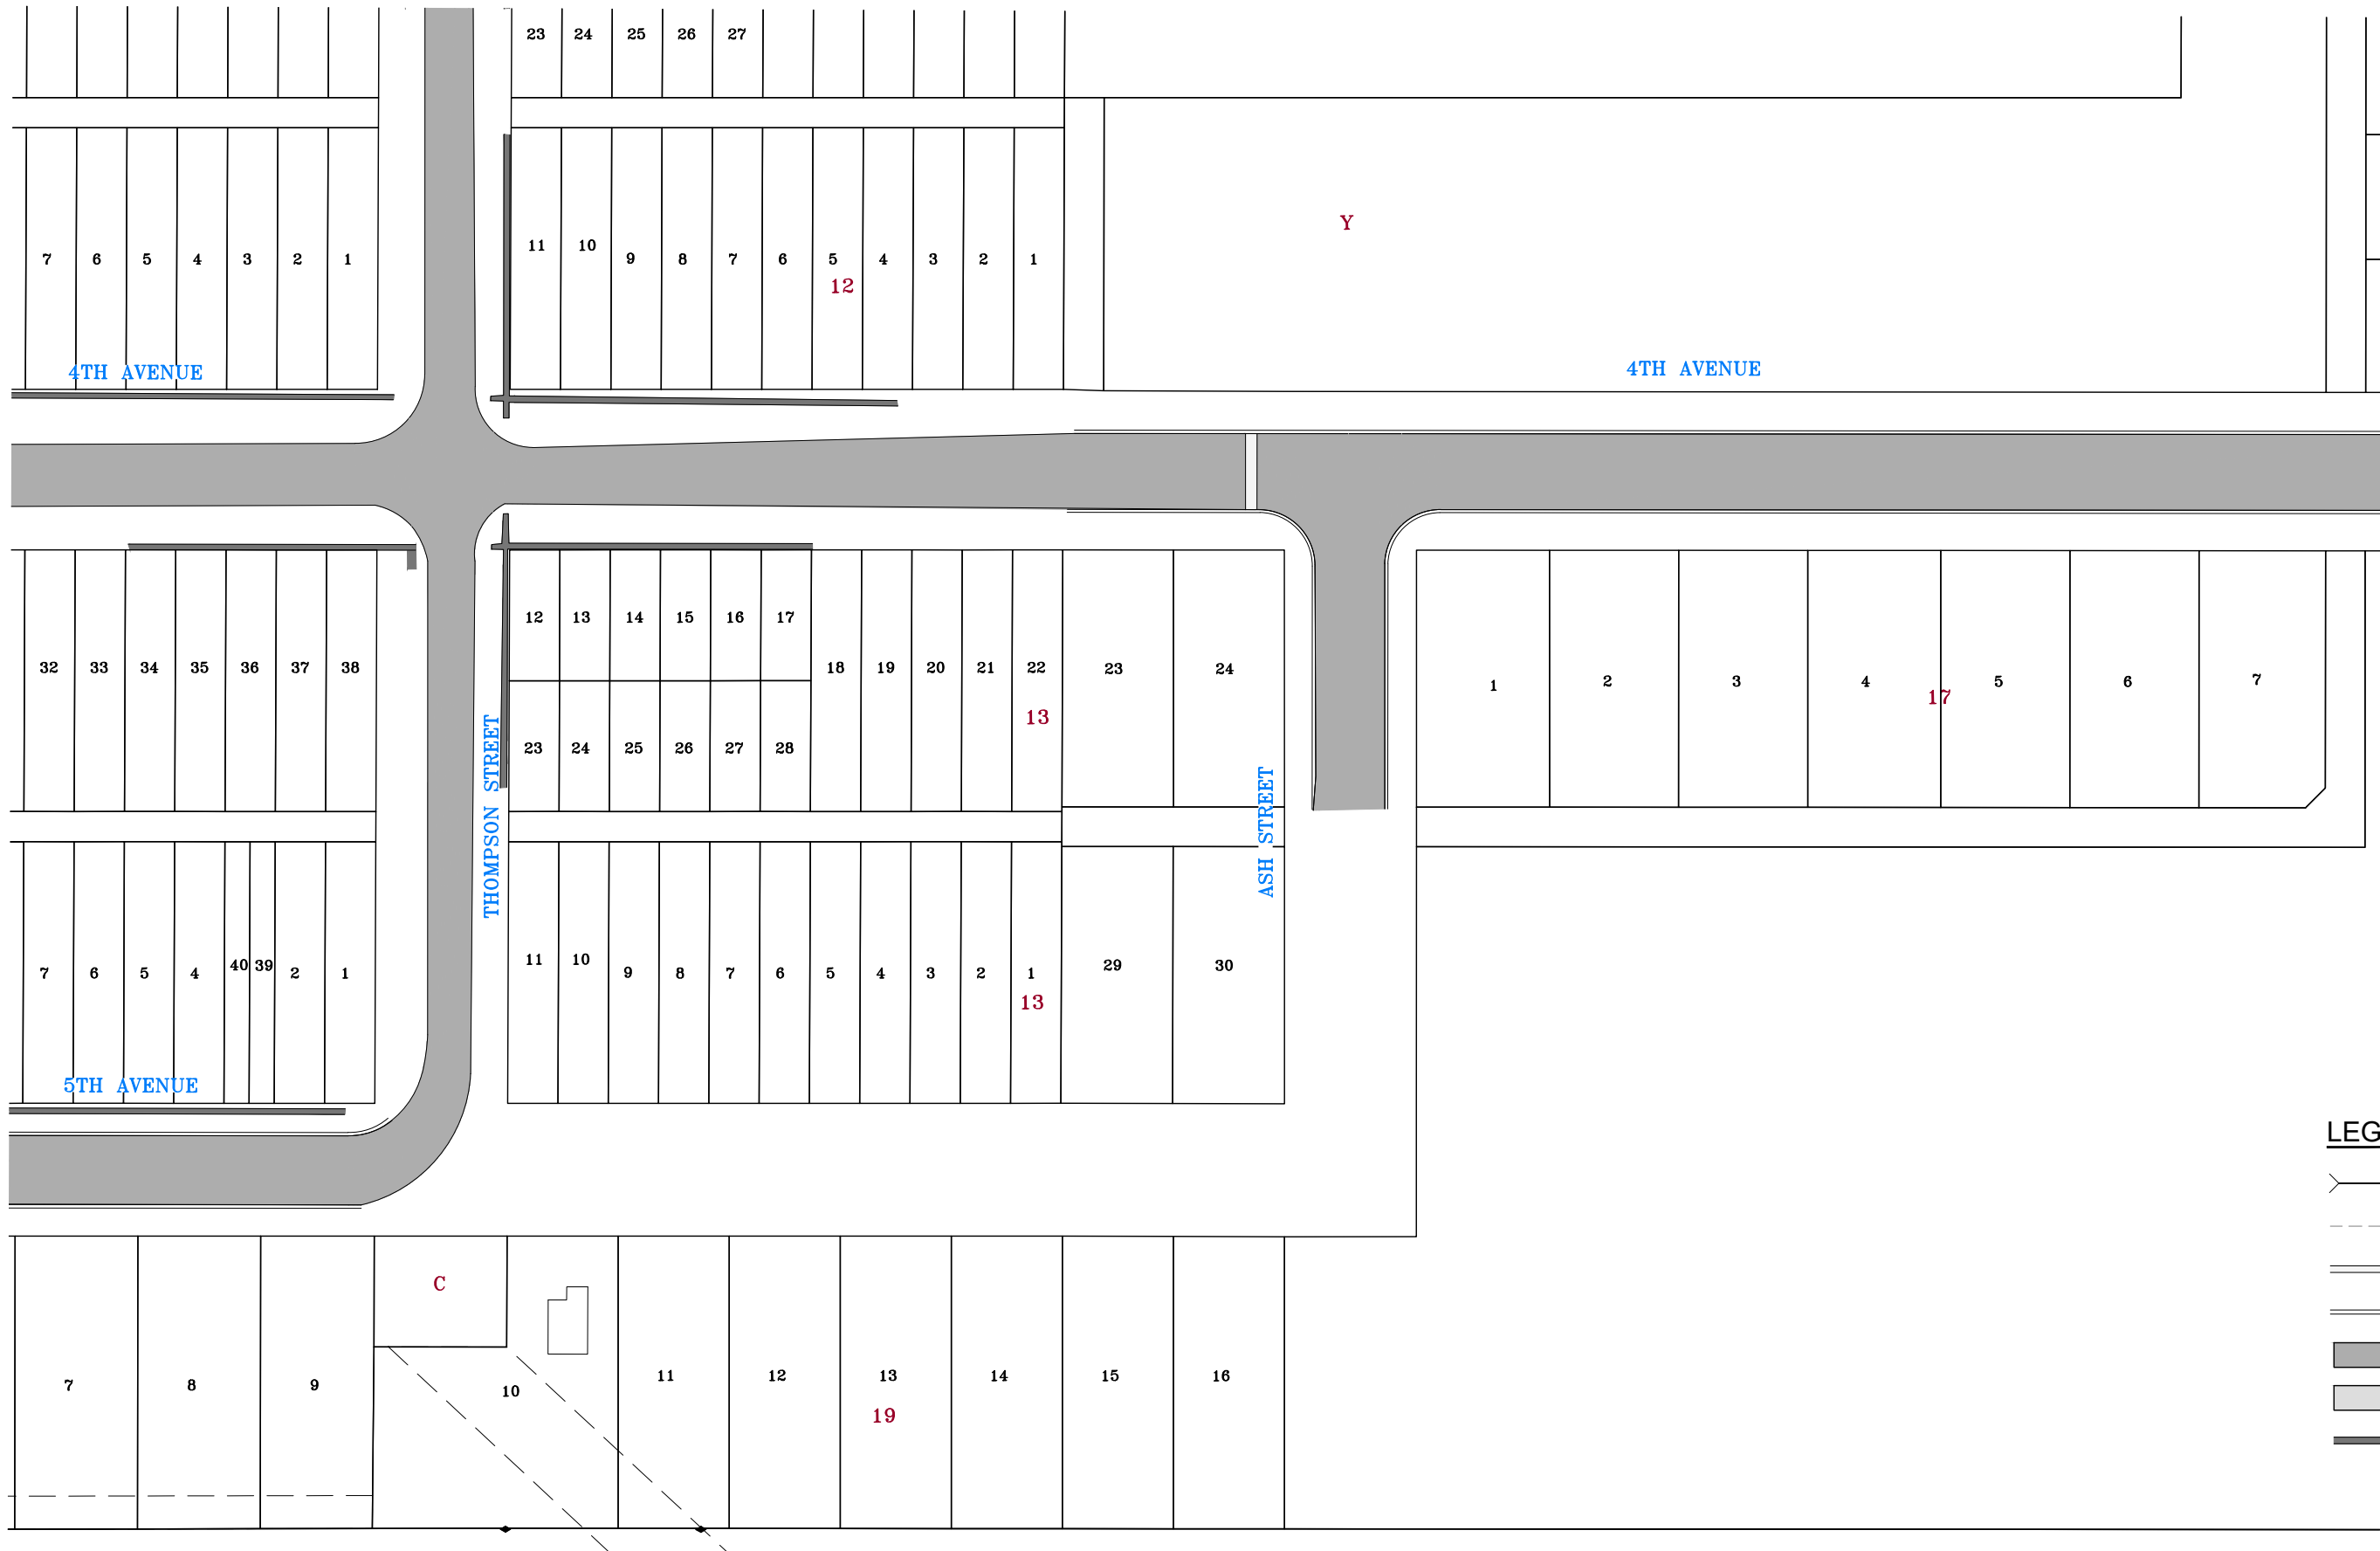 23 24 25 26 27
Y
11 10
7 6 5 4 3 2 1
9 8 7 6 5 4 3 2 1
12
4TH AVENUE
4TH AVENUE
12 13 14 15 16 17
32 33 34 35 36 37 38
18 19 20 21 22 23 24
1 2 3 4 5 6 7
17
13
23 24 25 26 27 28
THOMPSON STREET
ASH STREET
7 6 5 4 40 39 2 1
11 10 9 8 7 6 5 4 3 2 1 29 30
13
5TH AVENUE
LEG
C
7 8 9 10 11 12 13 14 15 16
19